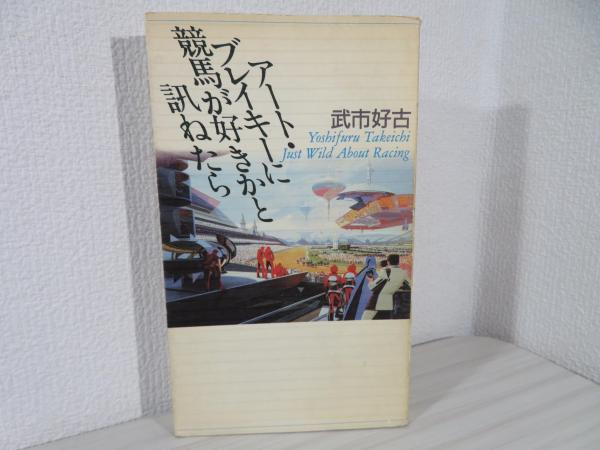 アート・
ブレイキーに
競馬が好きかと
訊ねたら
武市好古
Yoshifuru Takeichi
Just Wild About Racing